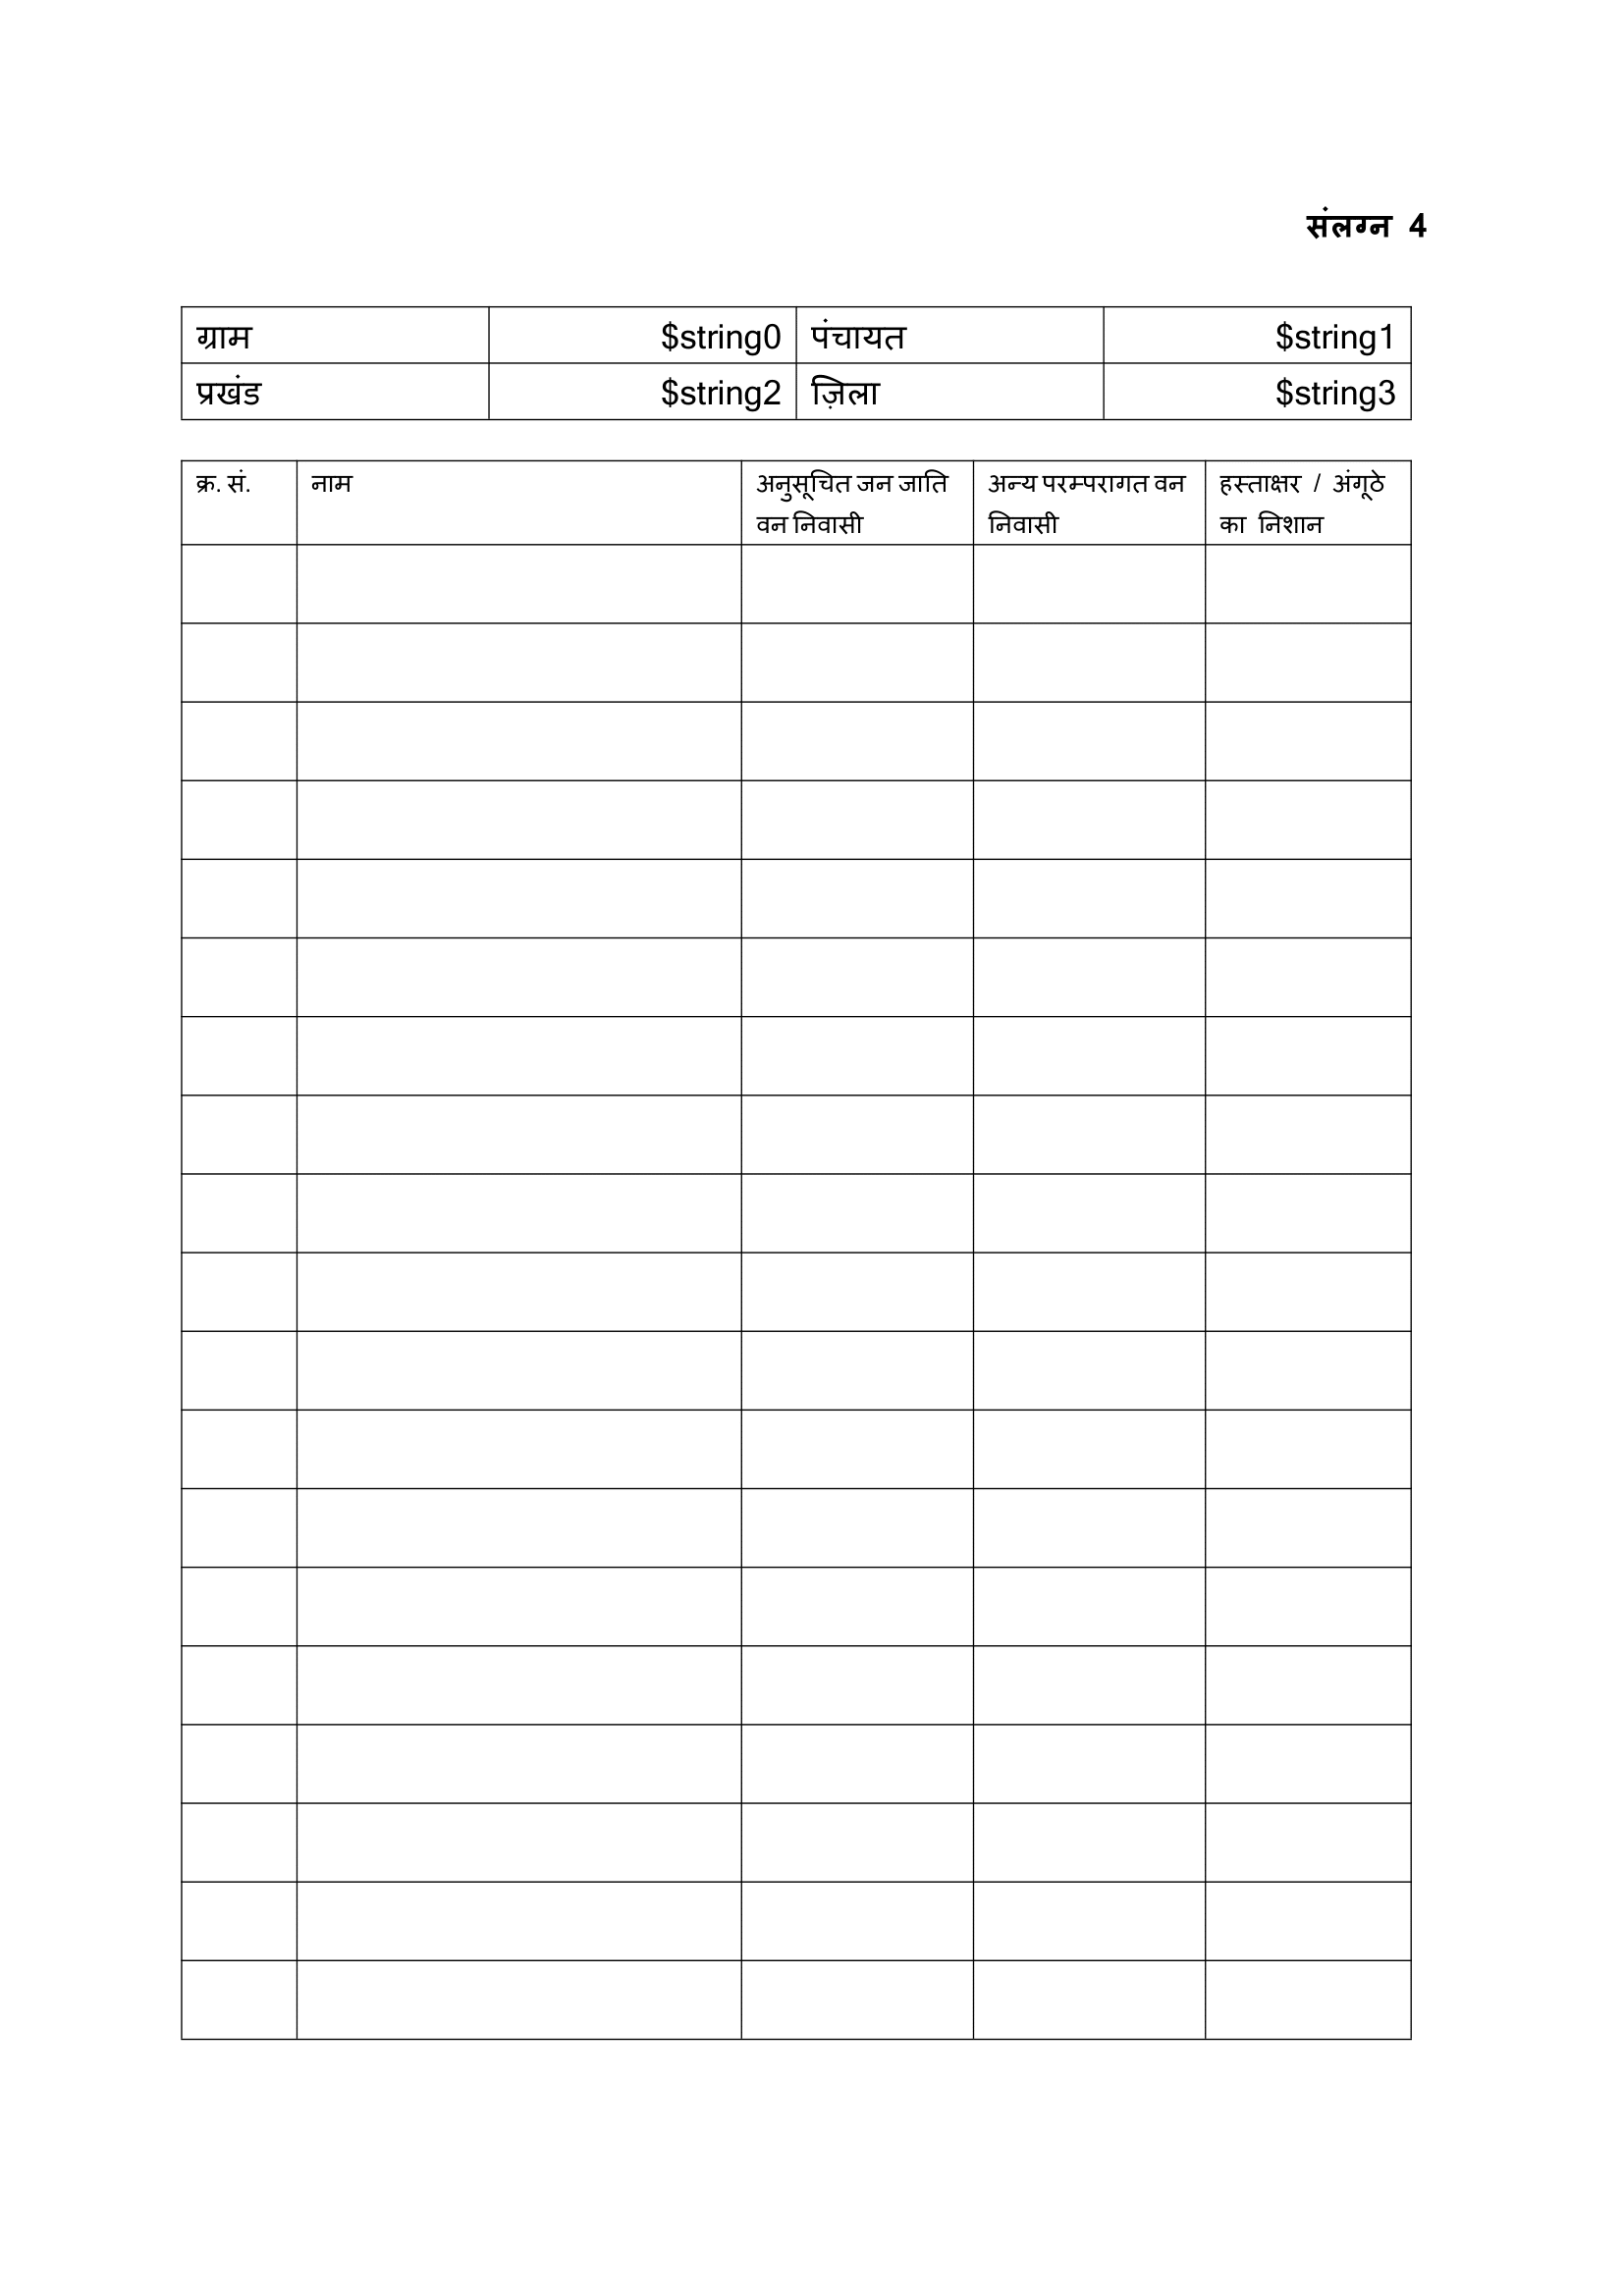 संलग्न 4
ग्राम $string0 पंचायत $string1
प्रखंड $string2 ज़िला $string3
क्र. सं. नाम अनुसूचित जन जाति अन्य परम्परागत वन हस्ताक्षर / अंगूठे
वन निवासी निवासी का निशान